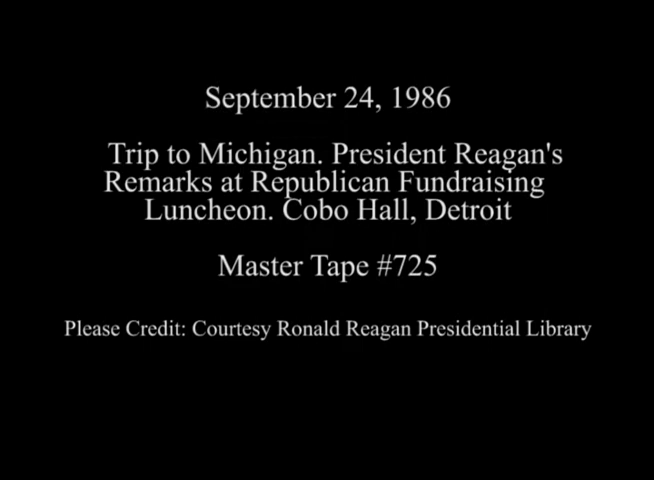 September 24, 1986
Trip to Michigan. President Reagan's
Remarks at Republican Fundraising
Luncheon. Cobo Hall, Detroit
Master Tape #725
Please Credit: Courtesy Ronald Reagan Presidential Library